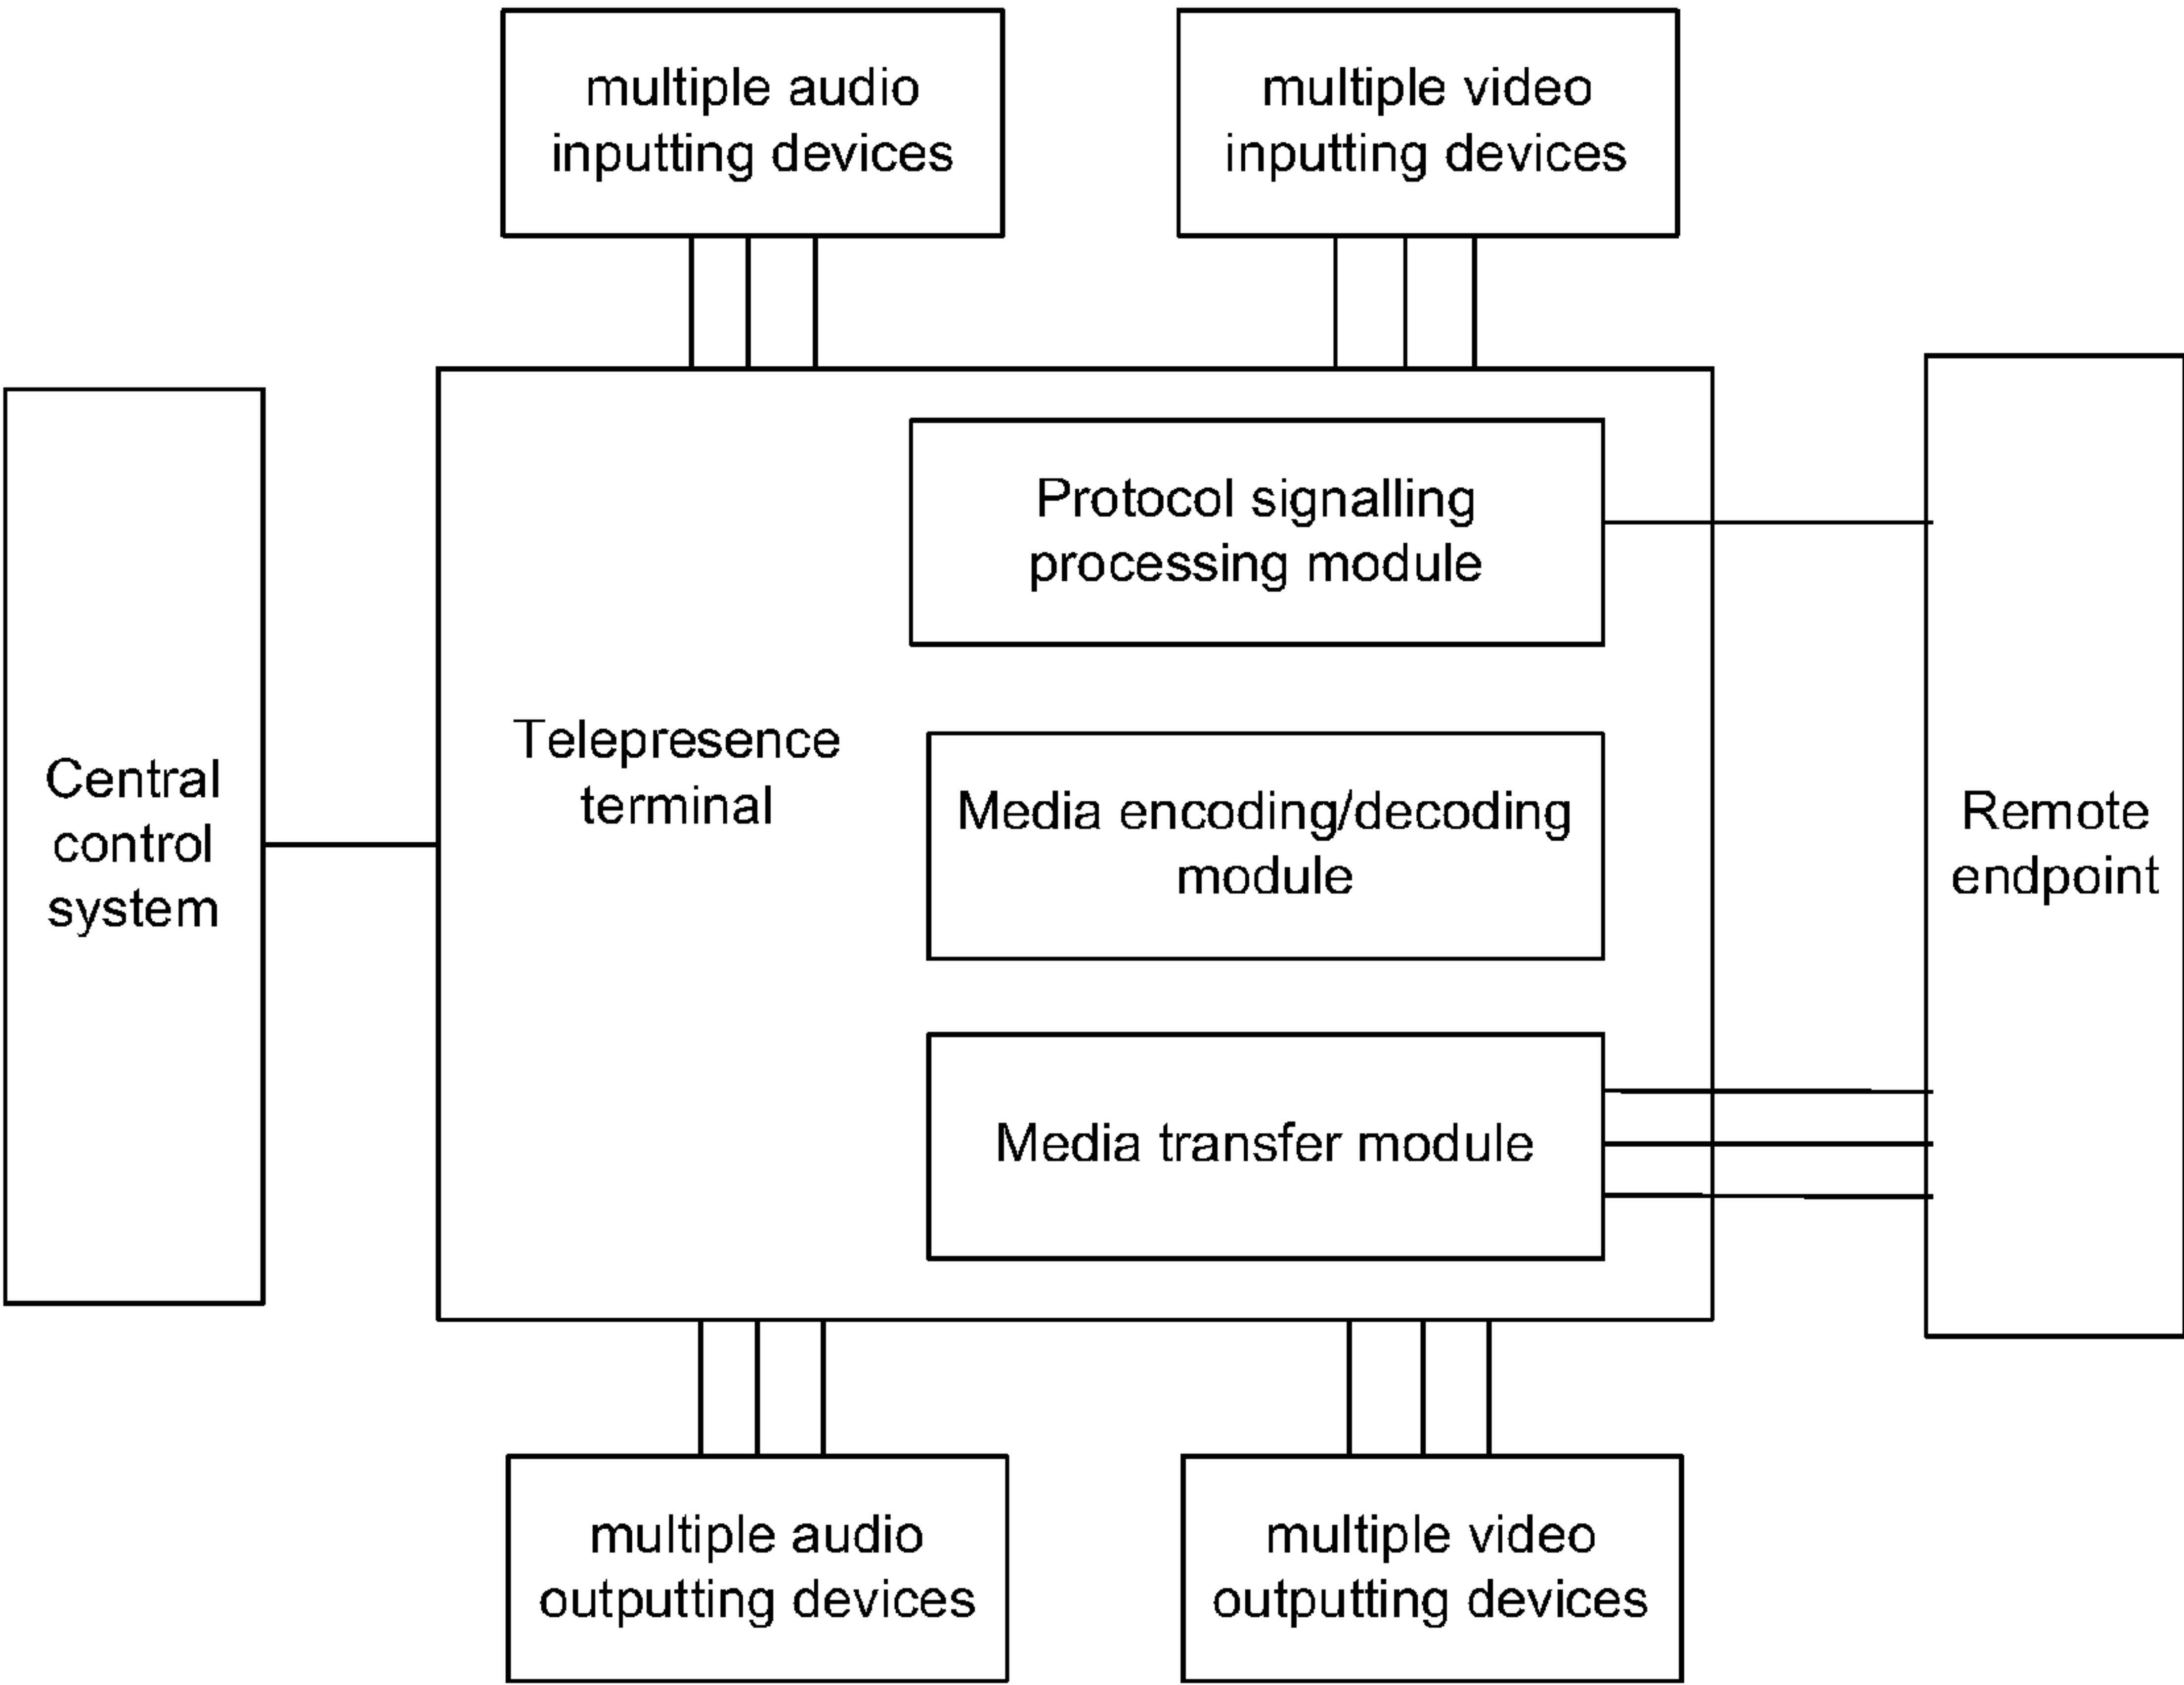 multiple audio
inputting devices
multiple video
inputting devices
Protocol signalling
processing module
Telepresence
terminal
Central
control
system
Media encoding/decoding
module
Remote
endpoint
Media transfer module
multiple audio
outputting devices
multiple video
outputting devices